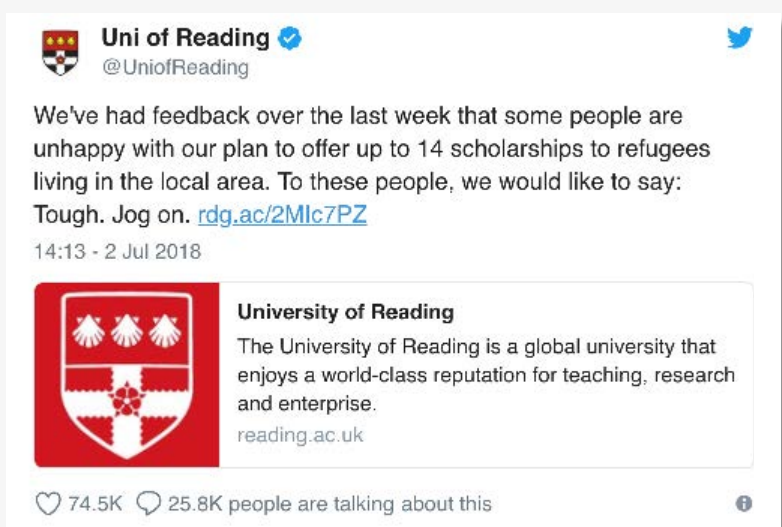 Uni of Reading
@UniofReading
We've had feedback over the last week that some people are
unhappy with our plan to offer up to 14 scholarships to refugees
living in the local area. To these people, we would like to say:
Tough. Jog on. rdg.ac/2MIc7PZ
14:13 - 2 Jul 2018
University of Reading
The University of Reading is a global university that
enjoys a world-class reputation for teaching, research
and enterprise.
reading.ac.uk
74.5K 25.8K people are talking about this